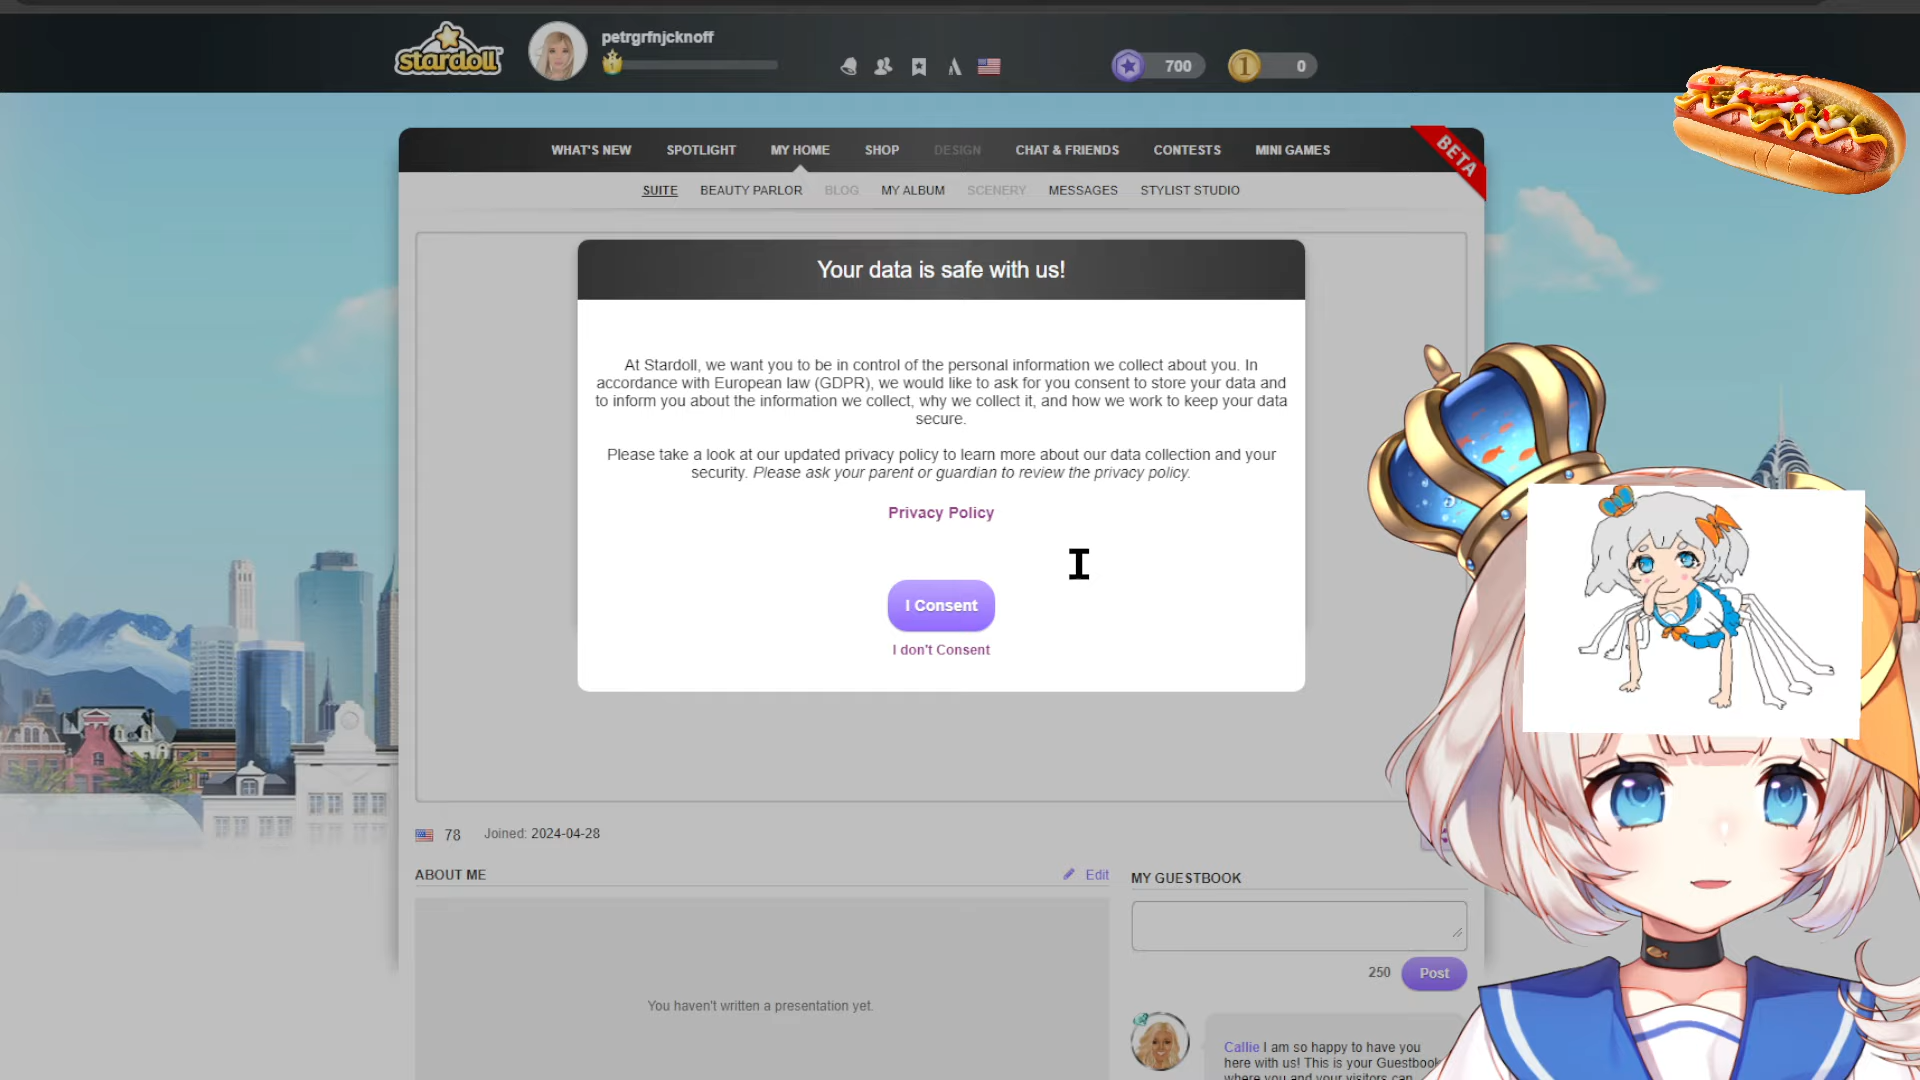 stardoll
petrgrfnjcknoff
1
700
1
0
WHAT'S NEW SPOTLIGHT MY HOME SHOP DESIGN CHAT & FRIENDS CONTESTS MINI GAMES
BETA
SUITE BEAUTY PARLOR BLOG MY ALBUM SCENERY MESSAGES STYLIST STUDIO
Your data is safe with us!
At Stardoll, we want you to be in control of the personal information we collect about you. In
accordance with European law (GDPR), we would like to ask for you consent to store your data and
to inform you about the information we collect, why we collect it, and how we work to keep your data
secure.
Please take a look at our updated privacy policy to learn more about our data collection and your
security. Please ask your parent or guardian to review the privacy policy.
Privacy Policy
I Consent
I don't Consent
78 Joined: 2024-04-28
ABOUT ME
Edit
You haven't written a presentation yet.
MY GUESTBOOK
250
Post
Callie I am so happy to have you
here with us! This is your Guestbook
where you and your visitors can